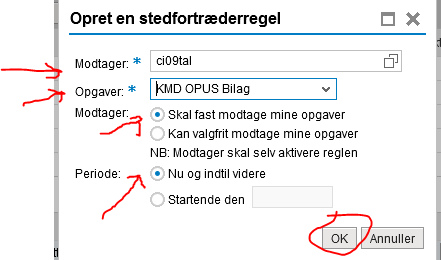 Opret en stedfortræderregel
Modtager: * ci09tal
Opgaver: * KMD OPUS Bilag
Modtager: Skal fast modtage mine opgaver
Kan valgfrit modtage mine opgaver
NB: Modtager skal selv aktivere reglen
Periode: Nu og indtil videre
Startende den
OK Annuller